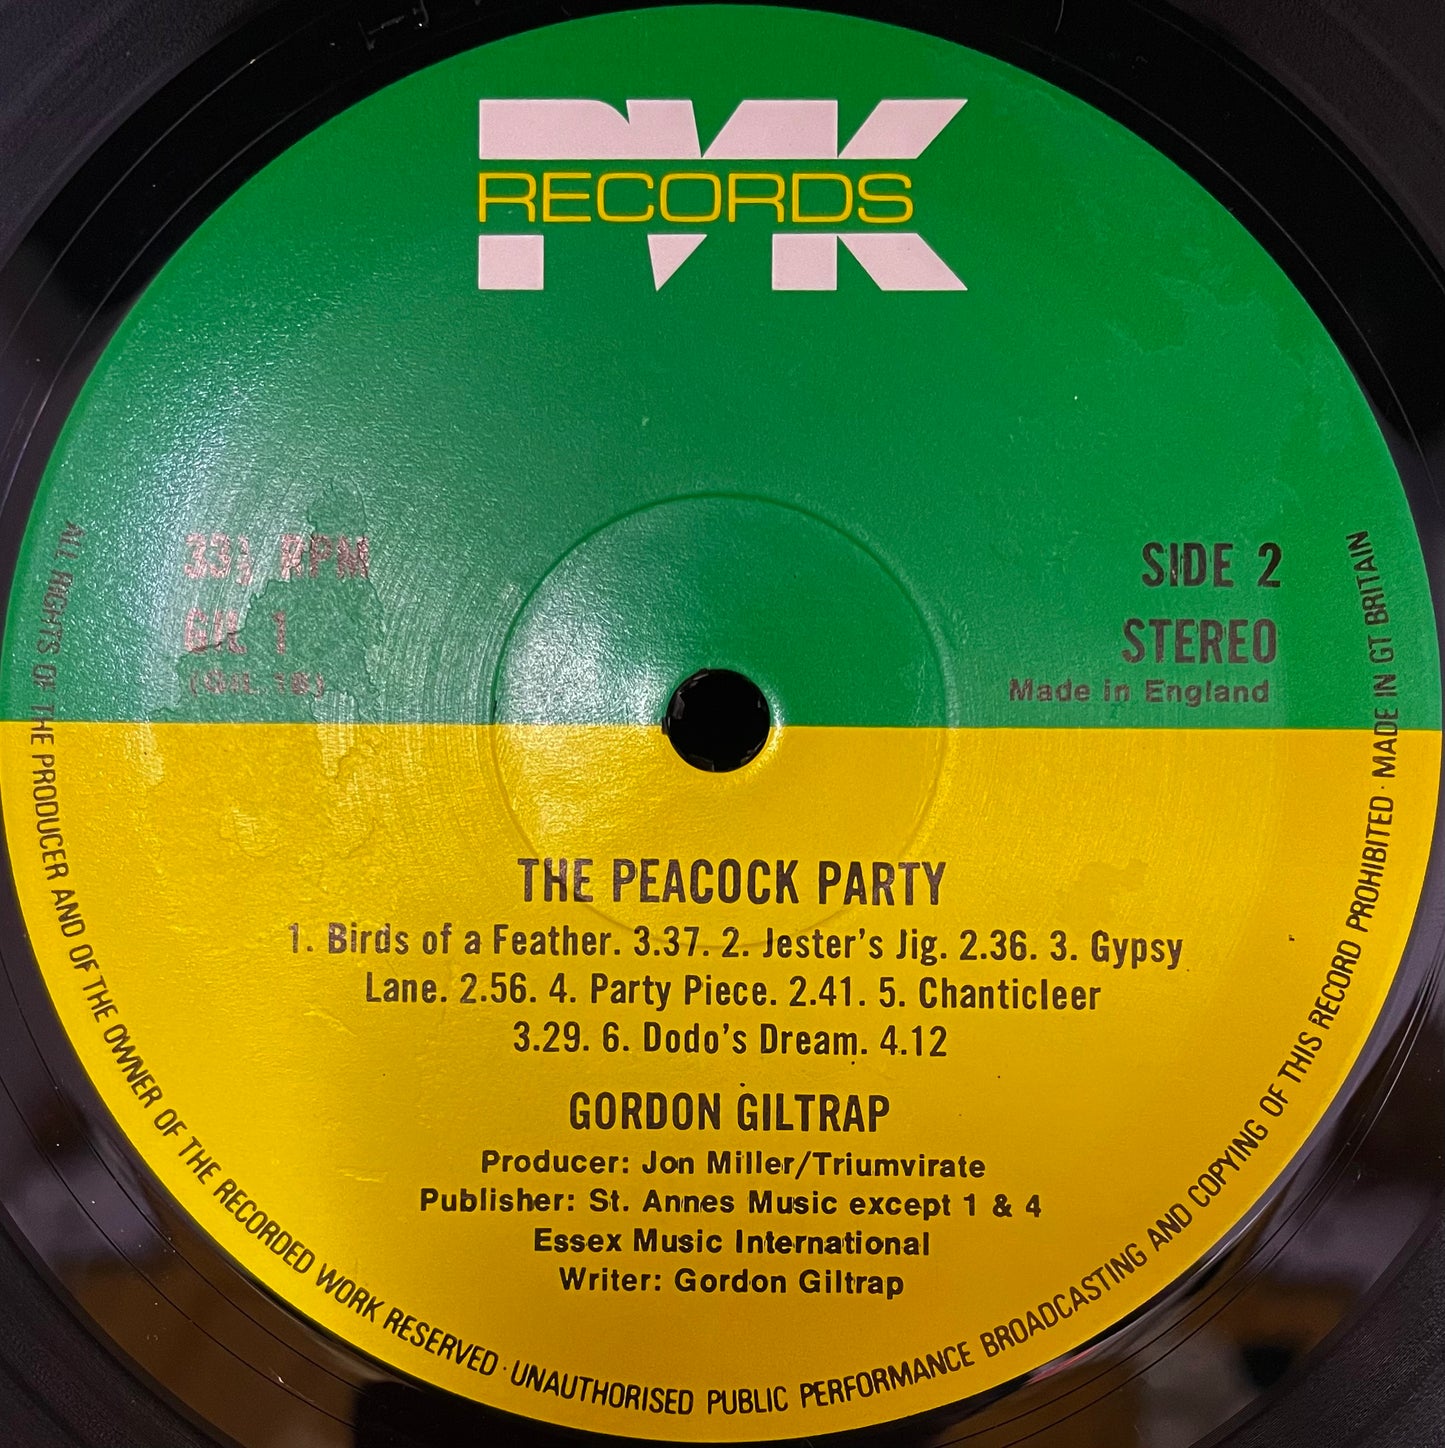 PVK
RECORDS
33⅓ RPM
GIL 1
(GIL 1B)
SIDE 2
STEREO
Made in England
THE PEACOCK PARTY
1. Birds of a Feather. 3.37. 2. Jester's Jig. 2.36. 3. Gypsy
Lane. 2.56. 4. Party Piece. 2.41. 5. Chanticleer
3.29. 6. Dodo's Dream. 4.12
GORDON GILTRAP
Producer: Jon Miller/Triumvirate
Publisher: St. Annes Music except 1 & 4
Essex Music International
Writer: Gordon Giltrap
ALL RIGHTS OF THE PRODUCER AND OF THE OWNER OF THE RECORDED WORK RESERVED · UNAUTHORISED PUBLIC PERFORMANCE BROADCASTING AND COPYING OF THIS RECORD PROHIBITED · MADE IN GT BRITAIN